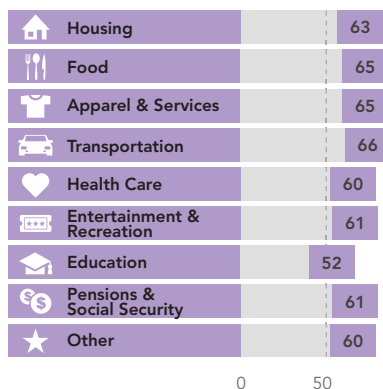 Housing 63
Food 65
Apparel & Services 65
Transportation 66
Health Care 60
Entertainment &
Recreation 61
Education 52
Pensions &
Social Security 61
Other 60
0 50